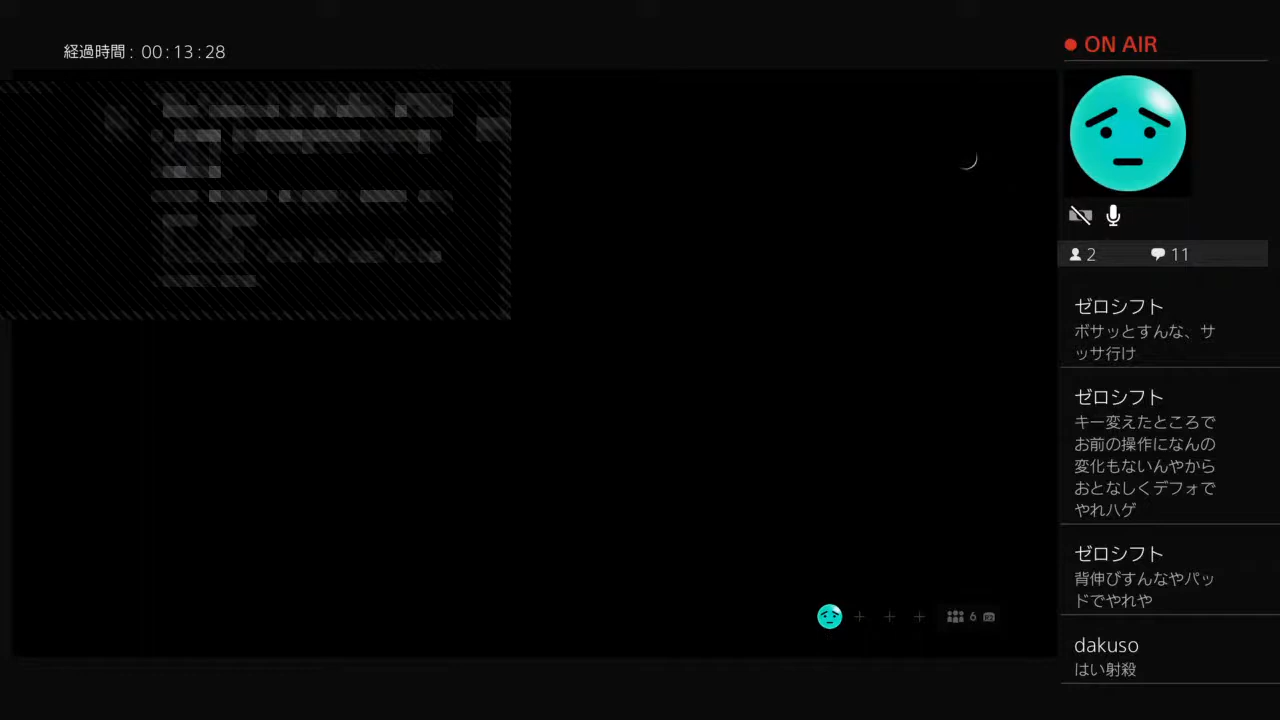 経過時間 : 00 : 13 : 28
ON AIR
2 11
ゼロシフト
ボサッとすんな、サ
ッサ行け
ゼロシフト
キー変えたところで
お前の操作になんの
変化もないんやから
おとなしくデフォで
やれハゲ
ゼロシフト
背伸びすんなやパッ
ドでやれや
6
dakuso
はい射殺